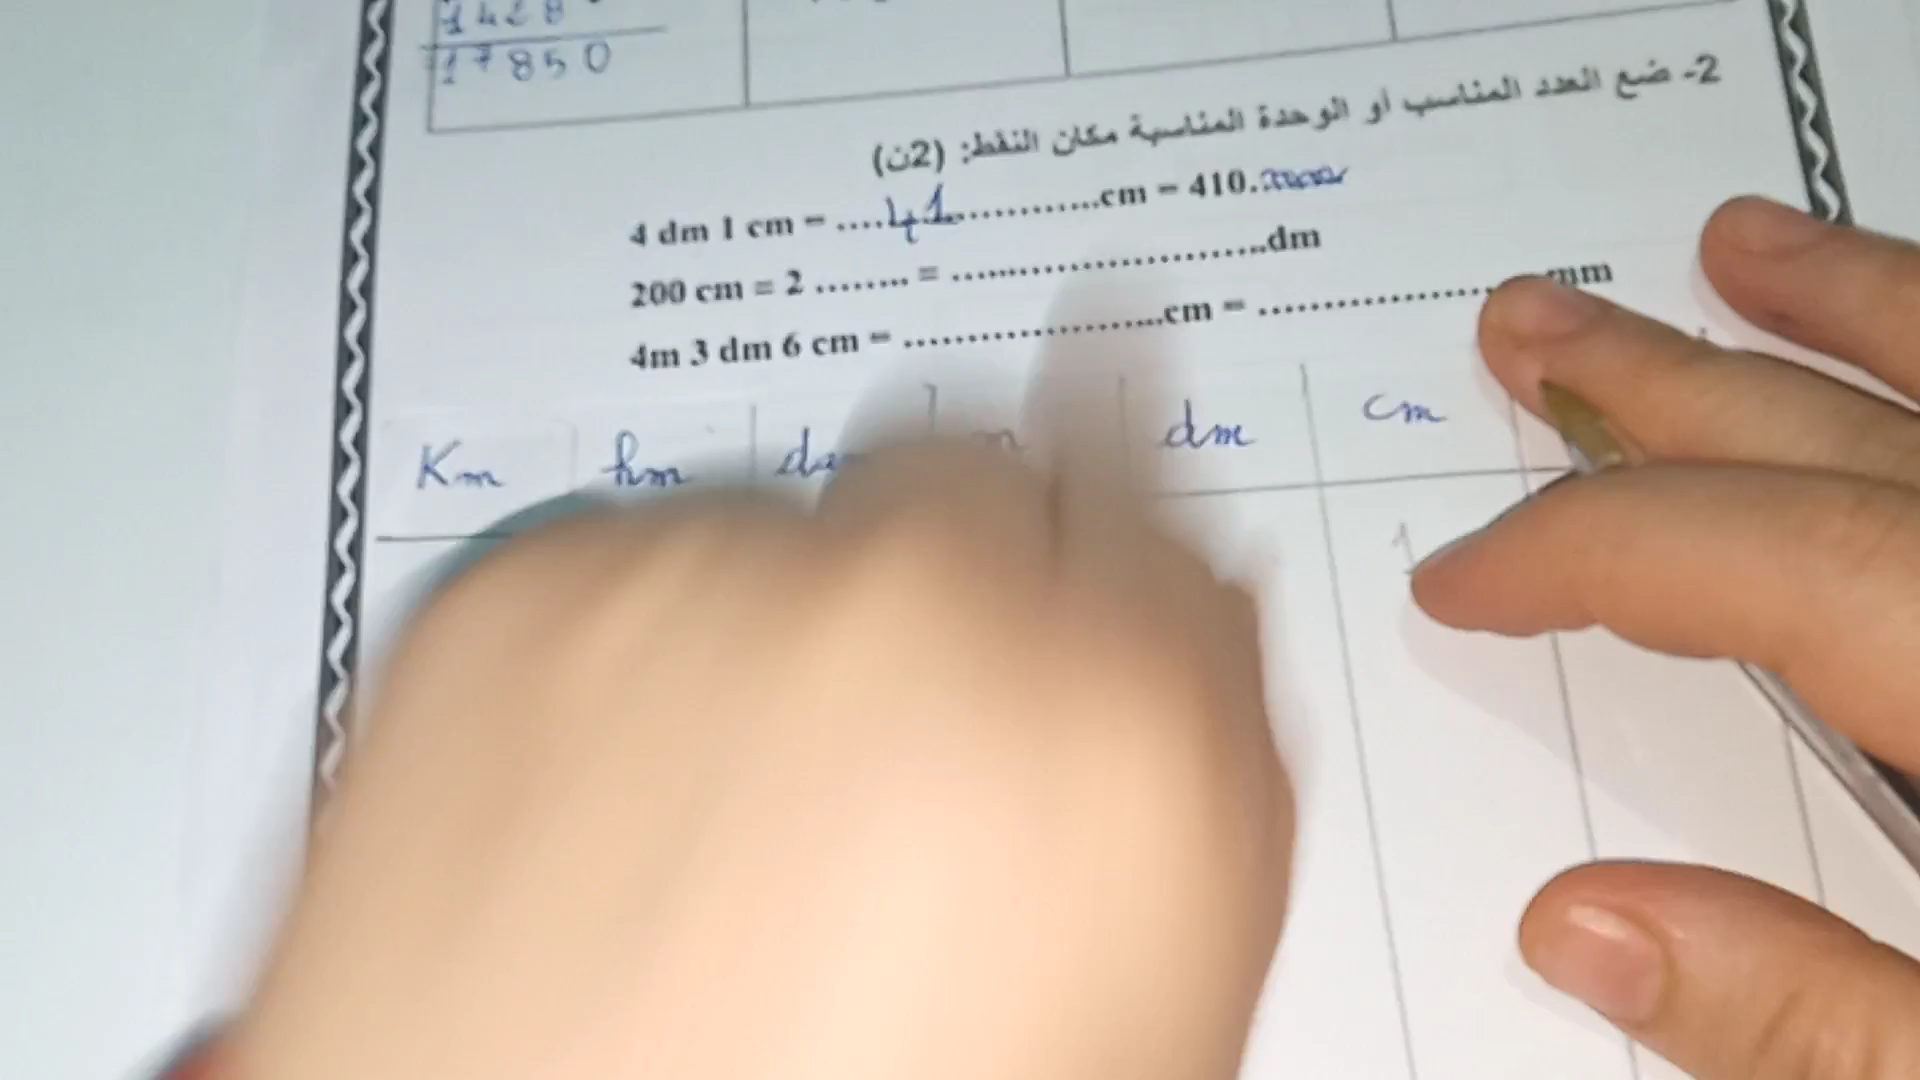 1428
17850
2- ضع العدد المناسب أو الوحدة المناسبة مكان النقط: (2ن)
4 dm 1 cm = ....41...............cm = 410.mm
200 cm = 2 ........ = ................................dm
4m 3 dm 6 cm = ..........................cm = ....................... mm
Km hm da dm cm
1